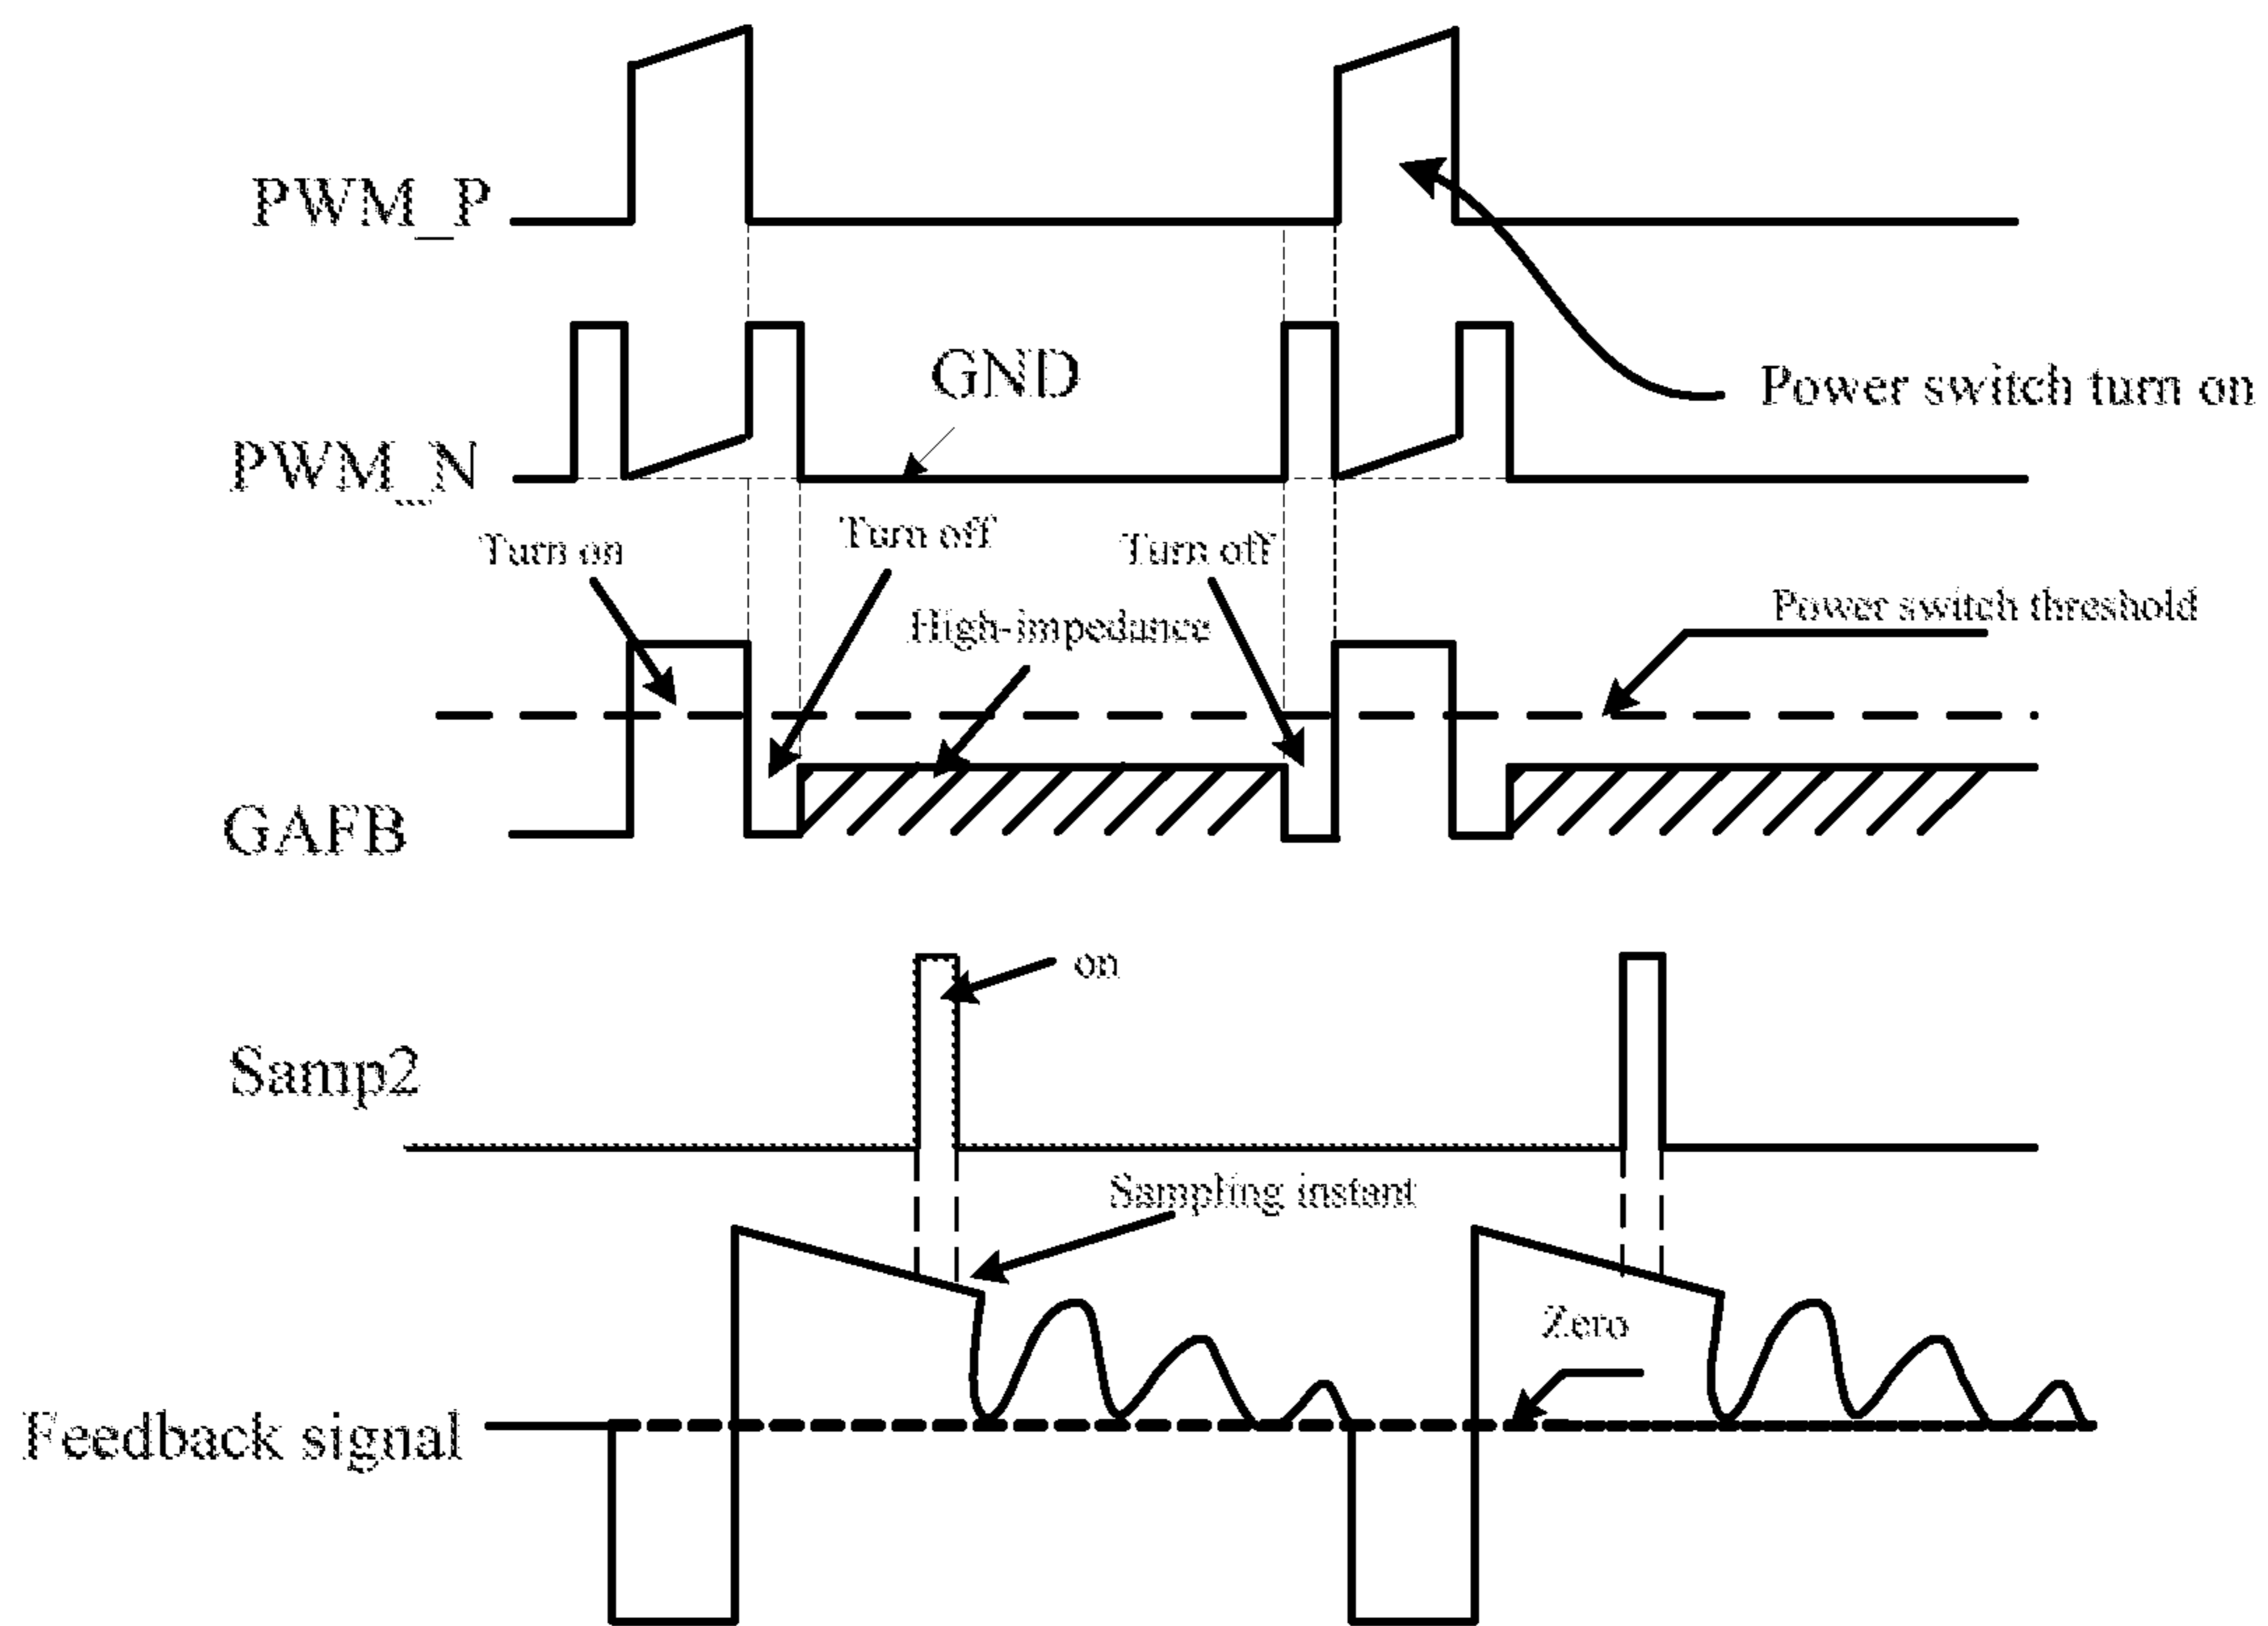 PWM_P
GND
Power switch turn on
PWM_N
Turn on
Turn off
Turn off
High-impedance
Power switch threshold
GAFB
on
Samp2
Sampling instant
Zero
Feedback signal